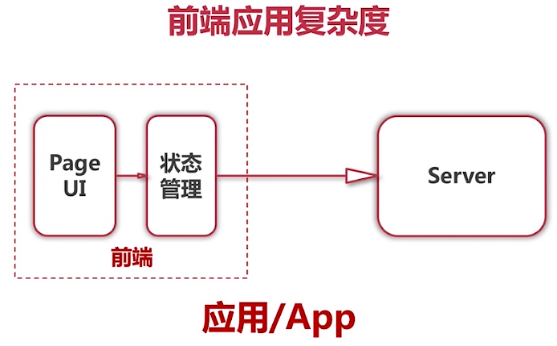 前端应用复杂度
Page
UI
状态
管理
Server
前端
应用/App